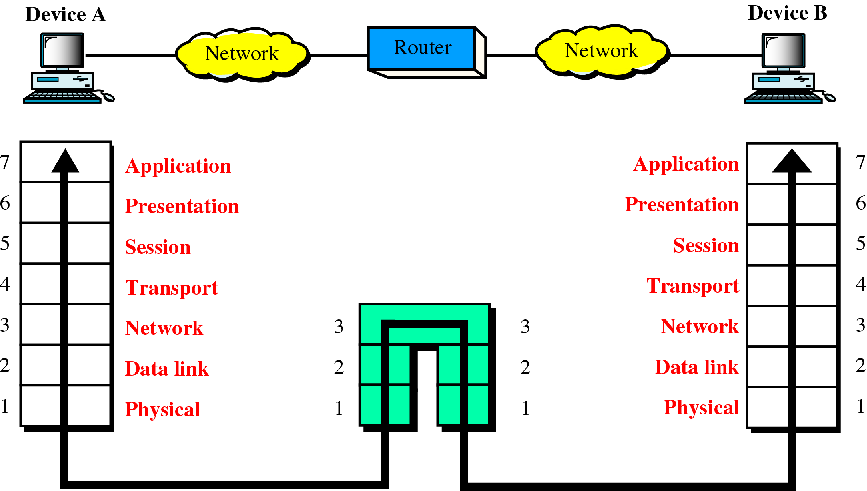 Device A
Device B
Network
Router
Network
7 Application
Application 7
6 Presentation
Presentation 6
5 Session
Session 5
4 Transport
Transport 4
3 Network 3 3 Network 3
2 Data link 2 2 Data link 2
1 Physical 1 1 Physical 1